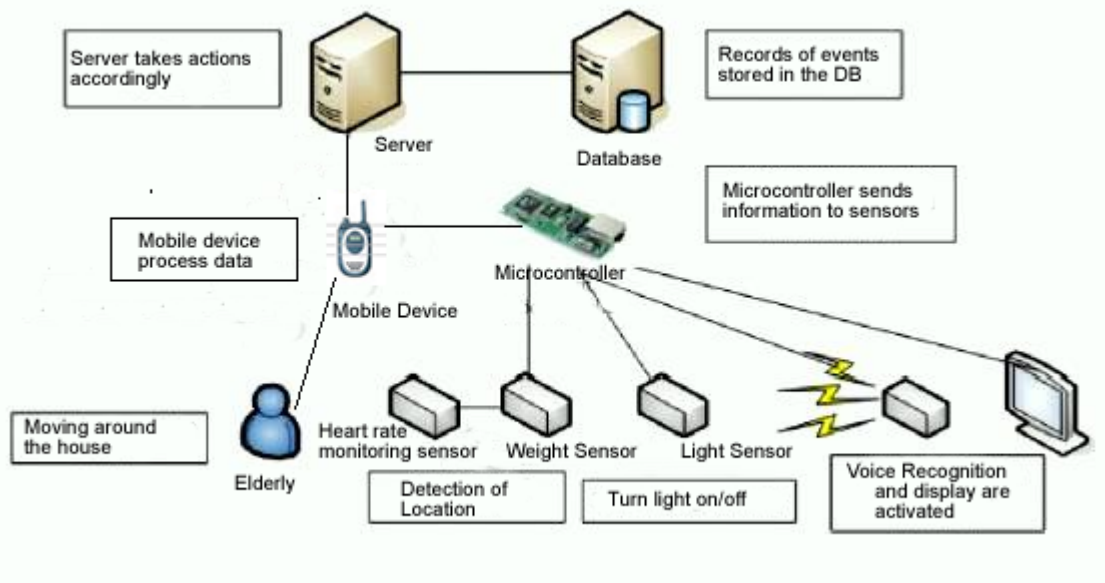 Server takes actions
accordingly
Records of events
stored in the DB
Server
Database
Microcontroller sends
information to sensors
Mobile device
process data
Microcontroller
Mobile Device
Moving around
the house
Heart rate
monitoring sensor
Weight Sensor
Light Sensor
Elderly
Detection of
Location
Turn light on/off
Voice Recognition
and display are
activated